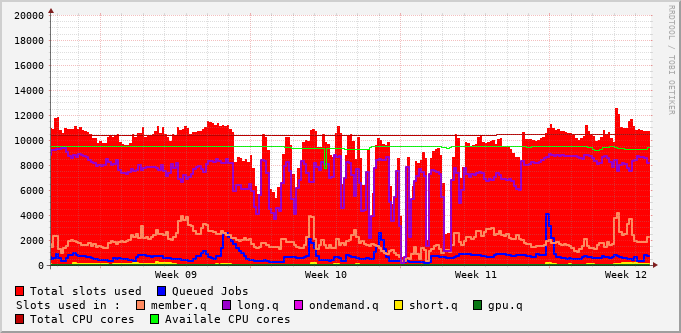 20000
18000
16000
14000
12000
10000
8000
6000
4000
2000
0
RRDTOOL / TOBI OETIKER
Week 09 Week 10 Week 11 Week 12
Total slots used Queued Jobs
Slots used in : member.q long.q ondemand.q short.q gpu.q
Total CPU cores Availale CPU cores